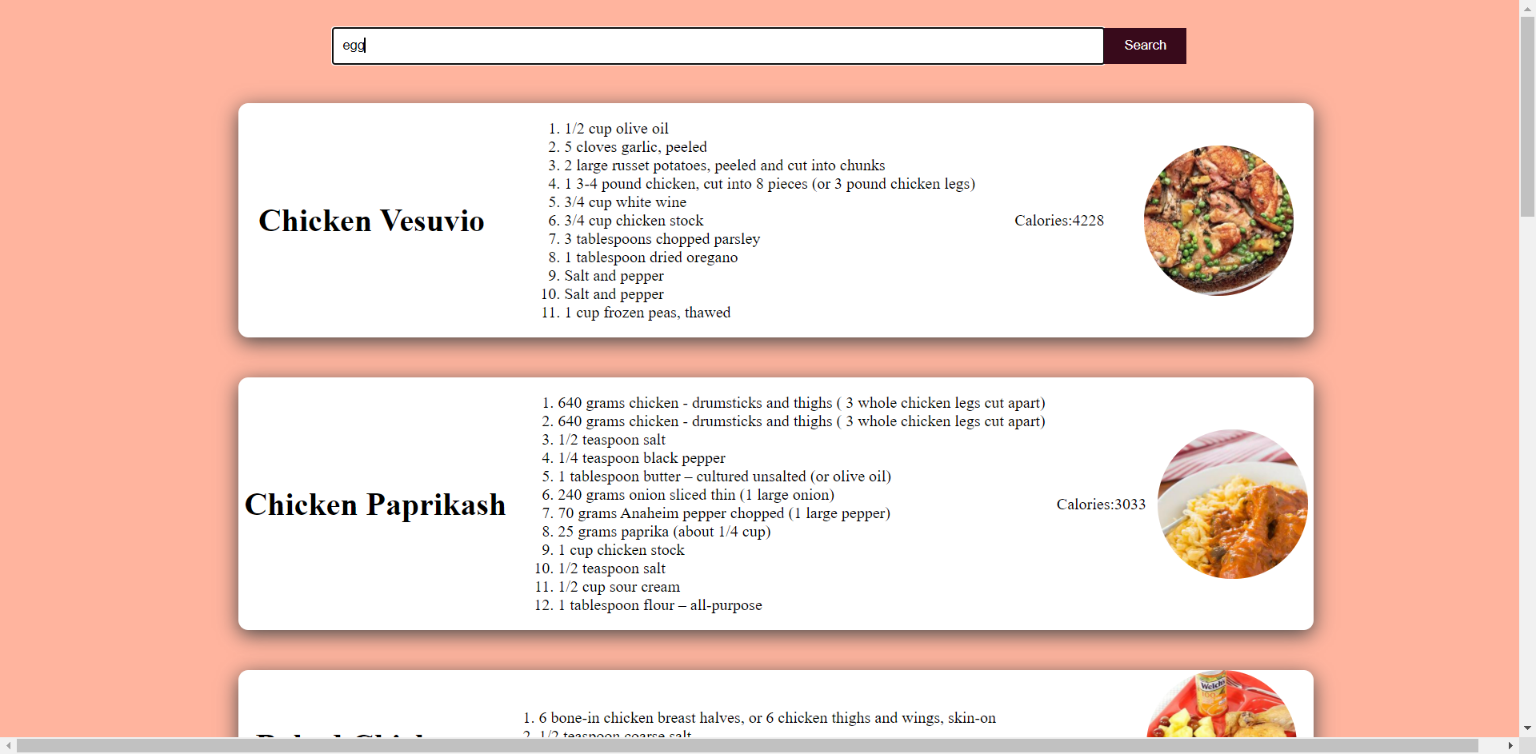 egg
Search
Chicken Vesuvio
1. 1/2 cup olive oil
2. 5 cloves garlic, peeled
3. 2 large russet potatoes, peeled and cut into chunks
4. 1 3-4 pound chicken, cut into 8 pieces (or 3 pound chicken legs)
5. 3/4 cup white wine
6. 3/4 cup chicken stock
7. 3 tablespoons chopped parsley
8. 1 tablespoon dried oregano
9. Salt and pepper
10. Salt and pepper
11. 1 cup frozen peas, thawed
Calories:4228
Chicken Paprikash
1. 640 grams chicken - drumsticks and thighs ( 3 whole chicken legs cut apart)
2. 640 grams chicken - drumsticks and thighs ( 3 whole chicken legs cut apart)
3. 1/2 teaspoon salt
4. 1/4 teaspoon black pepper
5. 1 tablespoon butter – cultured unsalted (or olive oil)
6. 240 grams onion sliced thin (1 large onion)
7. 70 grams Anaheim pepper chopped (1 large pepper)
8. 25 grams paprika (about 1/4 cup)
9. 1 cup chicken stock
10. 1/2 teaspoon salt
11. 1/2 cup sour cream
12. 1 tablespoon flour – all-purpose
Calories:3033
1. 6 bone-in chicken breast halves, or 6 chicken thighs and wings, skin-on
2. 1/2 teaspoon coarse salt
Welch's